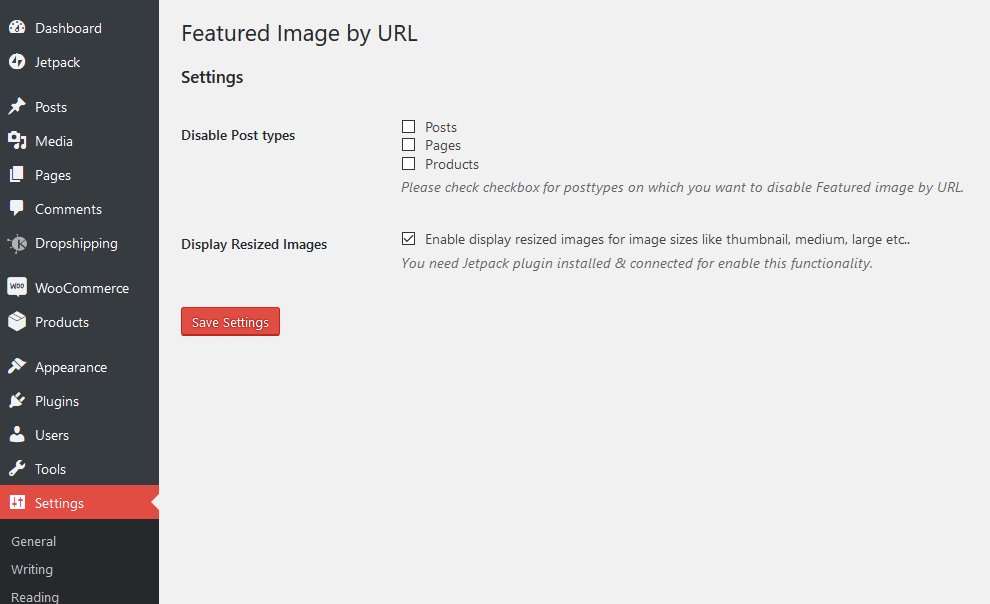 Dashboard
Jetpack
Posts
Media
Pages
Comments
Dropshipping
WOO WooCommerce
Products
Appearance
Plugins
Users
Tools
Settings
General
Writing
Reading
Featured Image by URL
Settings
Disable Post types
Posts
Pages
Products
Please check checkbox for posttypes on which you want to disable Featured image by URL.
Display Resized Images
Enable display resized images for image sizes like thumbnail, medium, large etc..
You need Jetpack plugin installed & connected for enable this functionality.
Save Settings